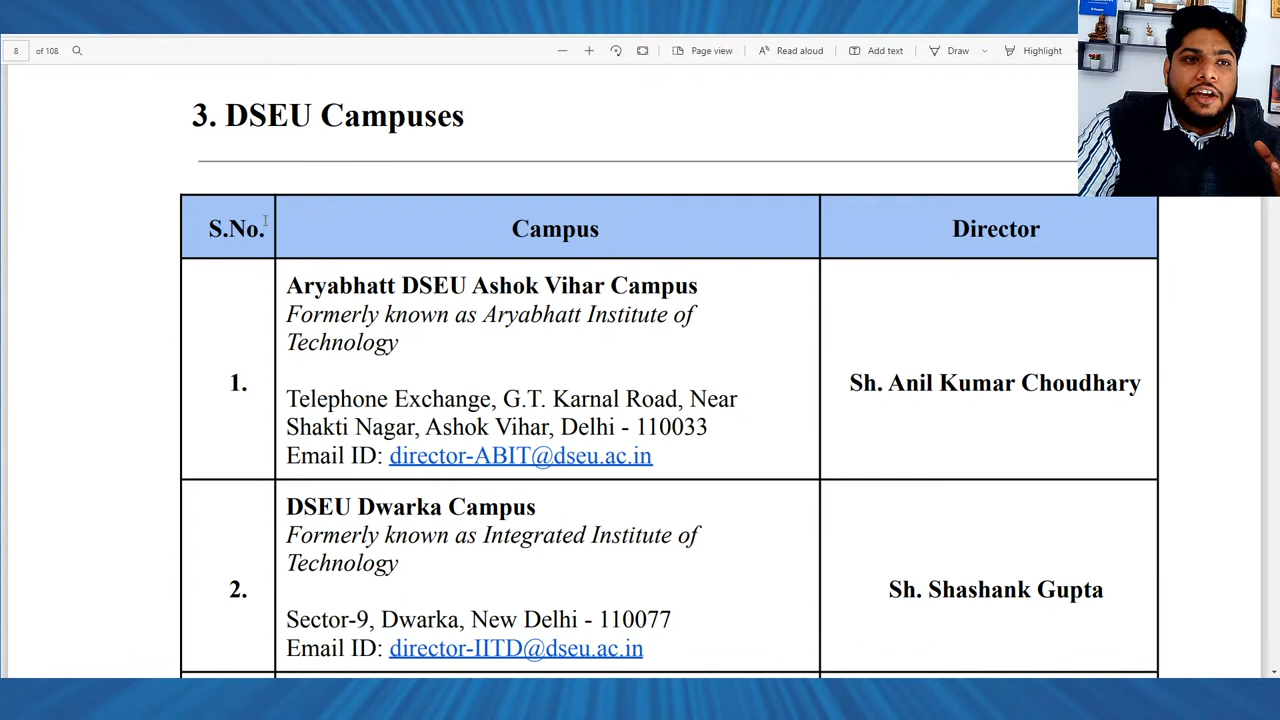 8 of 108 Page view Read aloud Add text Draw Highlight
3. DSEU Campuses
S.No. Campus Director
Aryabhatt DSEU Ashok Vihar Campus
Formerly known as Aryabhatt Institute of
Technology
1.
Telephone Exchange, G.T. Karnal Road, Near
Shakti Nagar, Ashok Vihar, Delhi - 110033
Email ID: director-ABIT@dseu.ac.in
Sh. Anil Kumar Choudhary
DSEU Dwarka Campus
Formerly known as Integrated Institute of
Technology
2.
Sector-9, Dwarka, New Delhi - 110077
Email ID: director-IITD@dseu.ac.in
Sh. Shashank Gupta